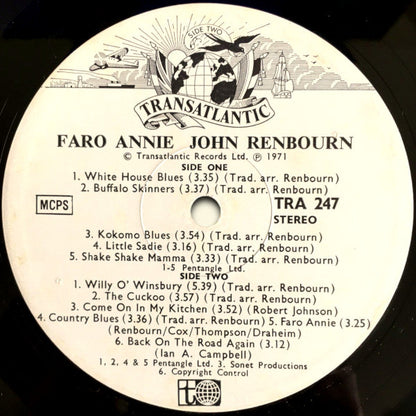 SIDE TWO
TRANSATLANTIC
FARO ANNIE JOHN RENBOURN
© Transatlantic Records Ltd. ℗ 1971
SIDE ONE
1. White House Blues (3.35) (Trad. arr. Renbourn)
2. Buffalo Skinners (3.37) (Trad. arr. Renbourn)
MCPS
TRA 247
STEREO
3. Kokomo Blues (3.54) (Trad. arr. Renbourn)
4. Little Sadie (3.16) (Trad. arr. Renbourn)
5. Shake Shake Mamma (3.33) (Trad. arr. Renbourn)
1-5 Pentangle Ltd.
SIDE TWO
1. Willy O' Winsbury (5.39) (Trad. arr. Renbourn)
2. The Cuckoo (3.57) (Trad. arr. Renbourn)
3. Come On In My Kitchen (3.52) (Robert Johnson)
4. Country Blues (3.36) (Trad. arr. Renbourn) 5. Faro Annie (3.25)
(Renbourn/Cox/Thompson/Draheim)
6. Back On The Road Again (3.12)
(Ian A. Campbell)
1, 2, 4 & 5 Pentangle Ltd. 3. Sonet Productions
6. Copyright Control
t